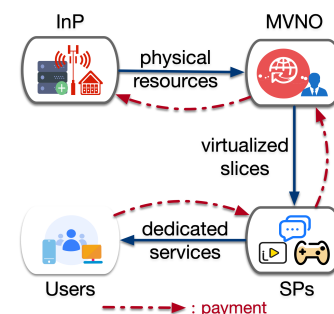 InP
MVNO
physical
resources
virtualized
slices
dedicated
services
Users
SPs
: payment